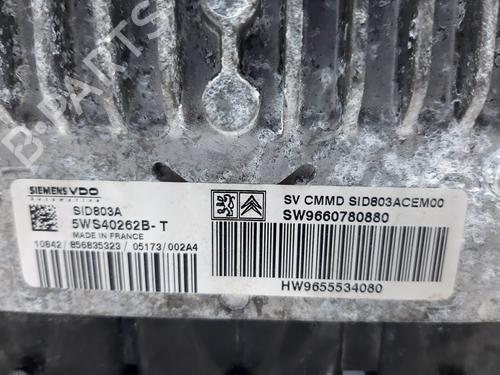 B-PARTS
SIEMENS VDO
Automotive
SID803A
5WS40262B-T
MADE IN FRANCE
10842/856835323/05173/002A4
SV CMMD SID803ACEM00
SW9660780880
HW9655534080